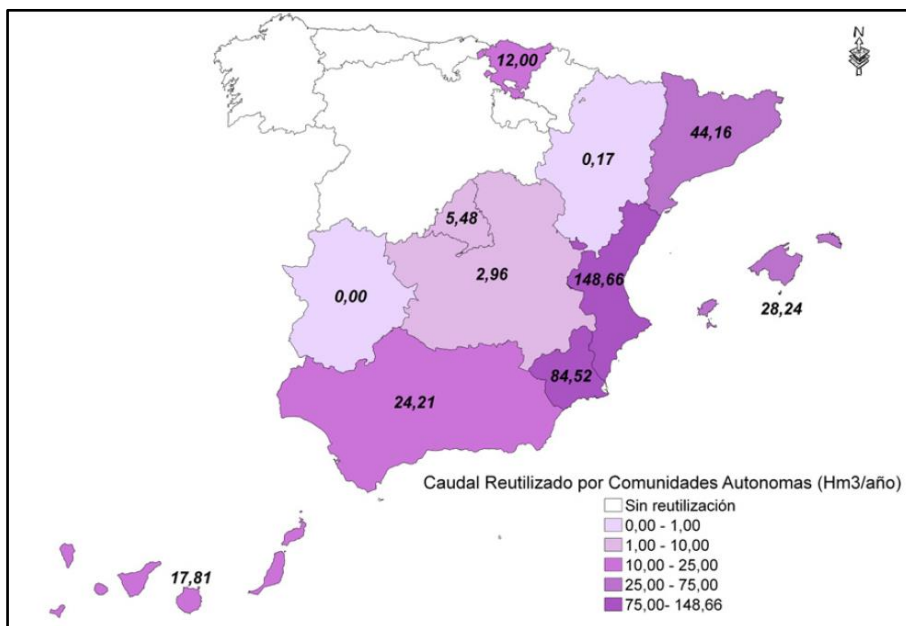 N
12,00
44,16
0,17
5,48
2,96
148,66
0,00
28,24
84,52
24,21
17,81
Caudal Reutilizado por Comunidades Autonomas (Hm3/año)
Sin reutilización
0,00 - 1,00
1,00 - 10,00
10,00 - 25,00
25,00 - 75,00
75,00- 148,66